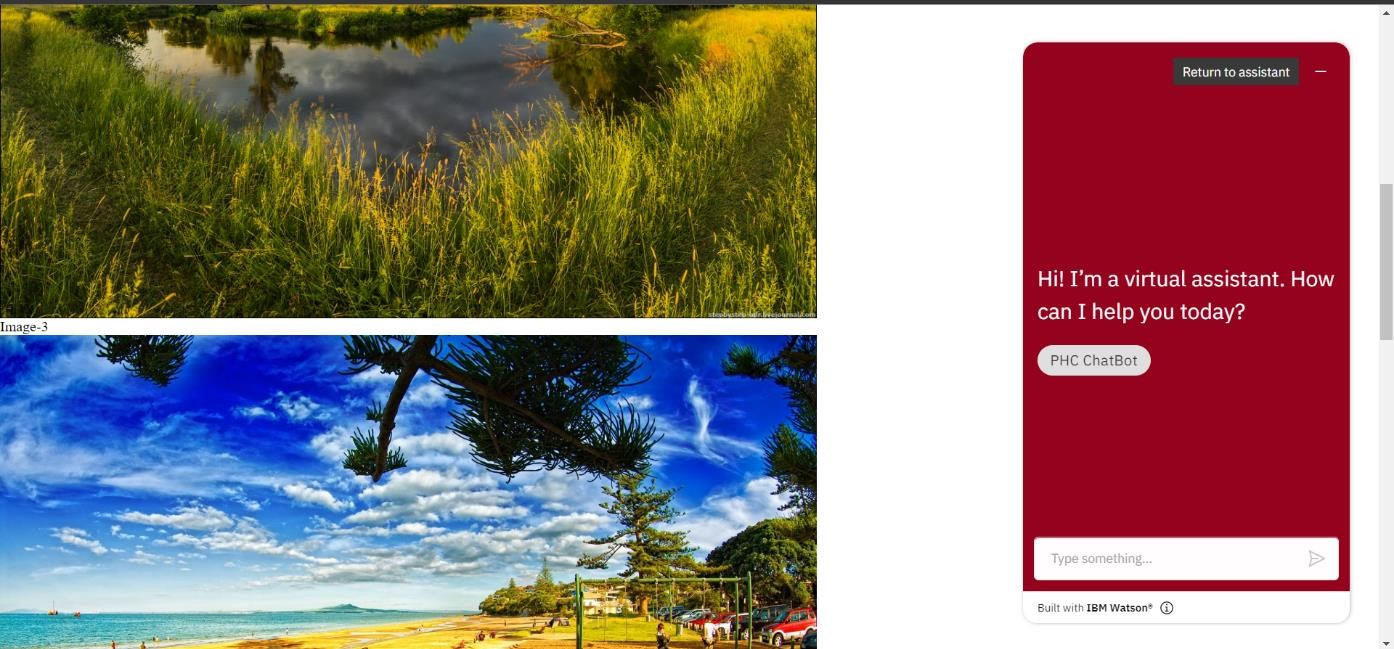 Image-3
Return to assistant
Hi! I’m a virtual assistant. How
can I help you today?
PHC ChatBot
Type something...
Built with IBM Watson®